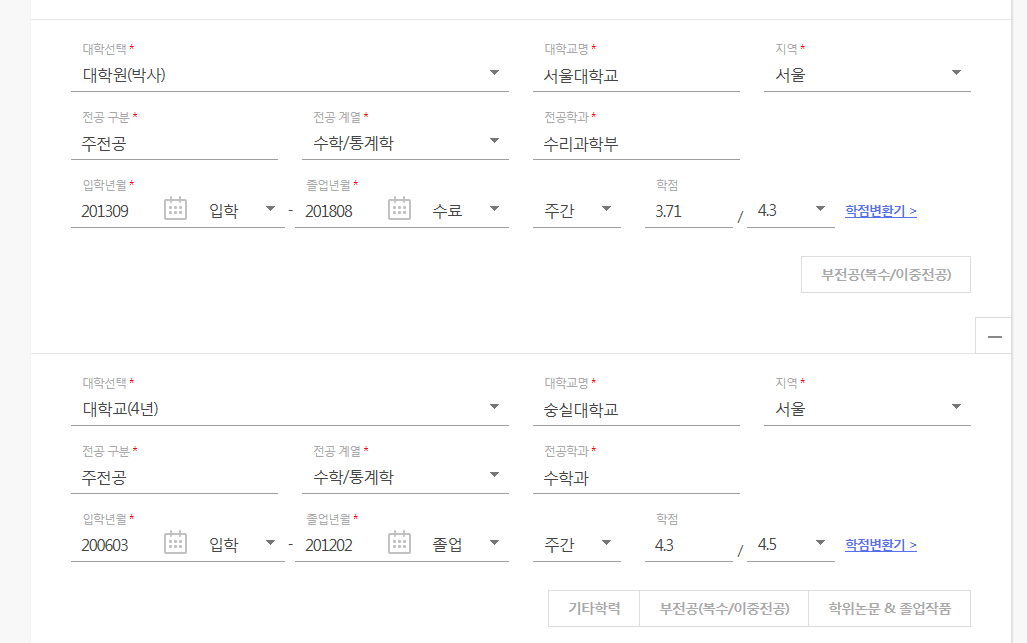 대학선택* 대학교명* 지역*
대학원(박사) 서울대학교 서울
전공 구분* 전공 계열* 전공학과*
주전공 수학/통계학 수리과학부
입학년월* 졸업년월* 학점
201309 입학 - 201808 수료 주간 3.71 / 4.3 학점변환기 >
부전공(복수/이중전공)
대학선택* 대학교명* 지역*
대학교(4년) 숭실대학교 서울
전공 구분* 전공 계열* 전공학과*
주전공 수학/통계학 수학과
입학년월* 졸업년월* 학점
200603 입학 - 201202 졸업 주간 4.3 / 4.5 학점변환기 >
기타학력 부전공(복수/이중전공) 학위논문 & 졸업작품